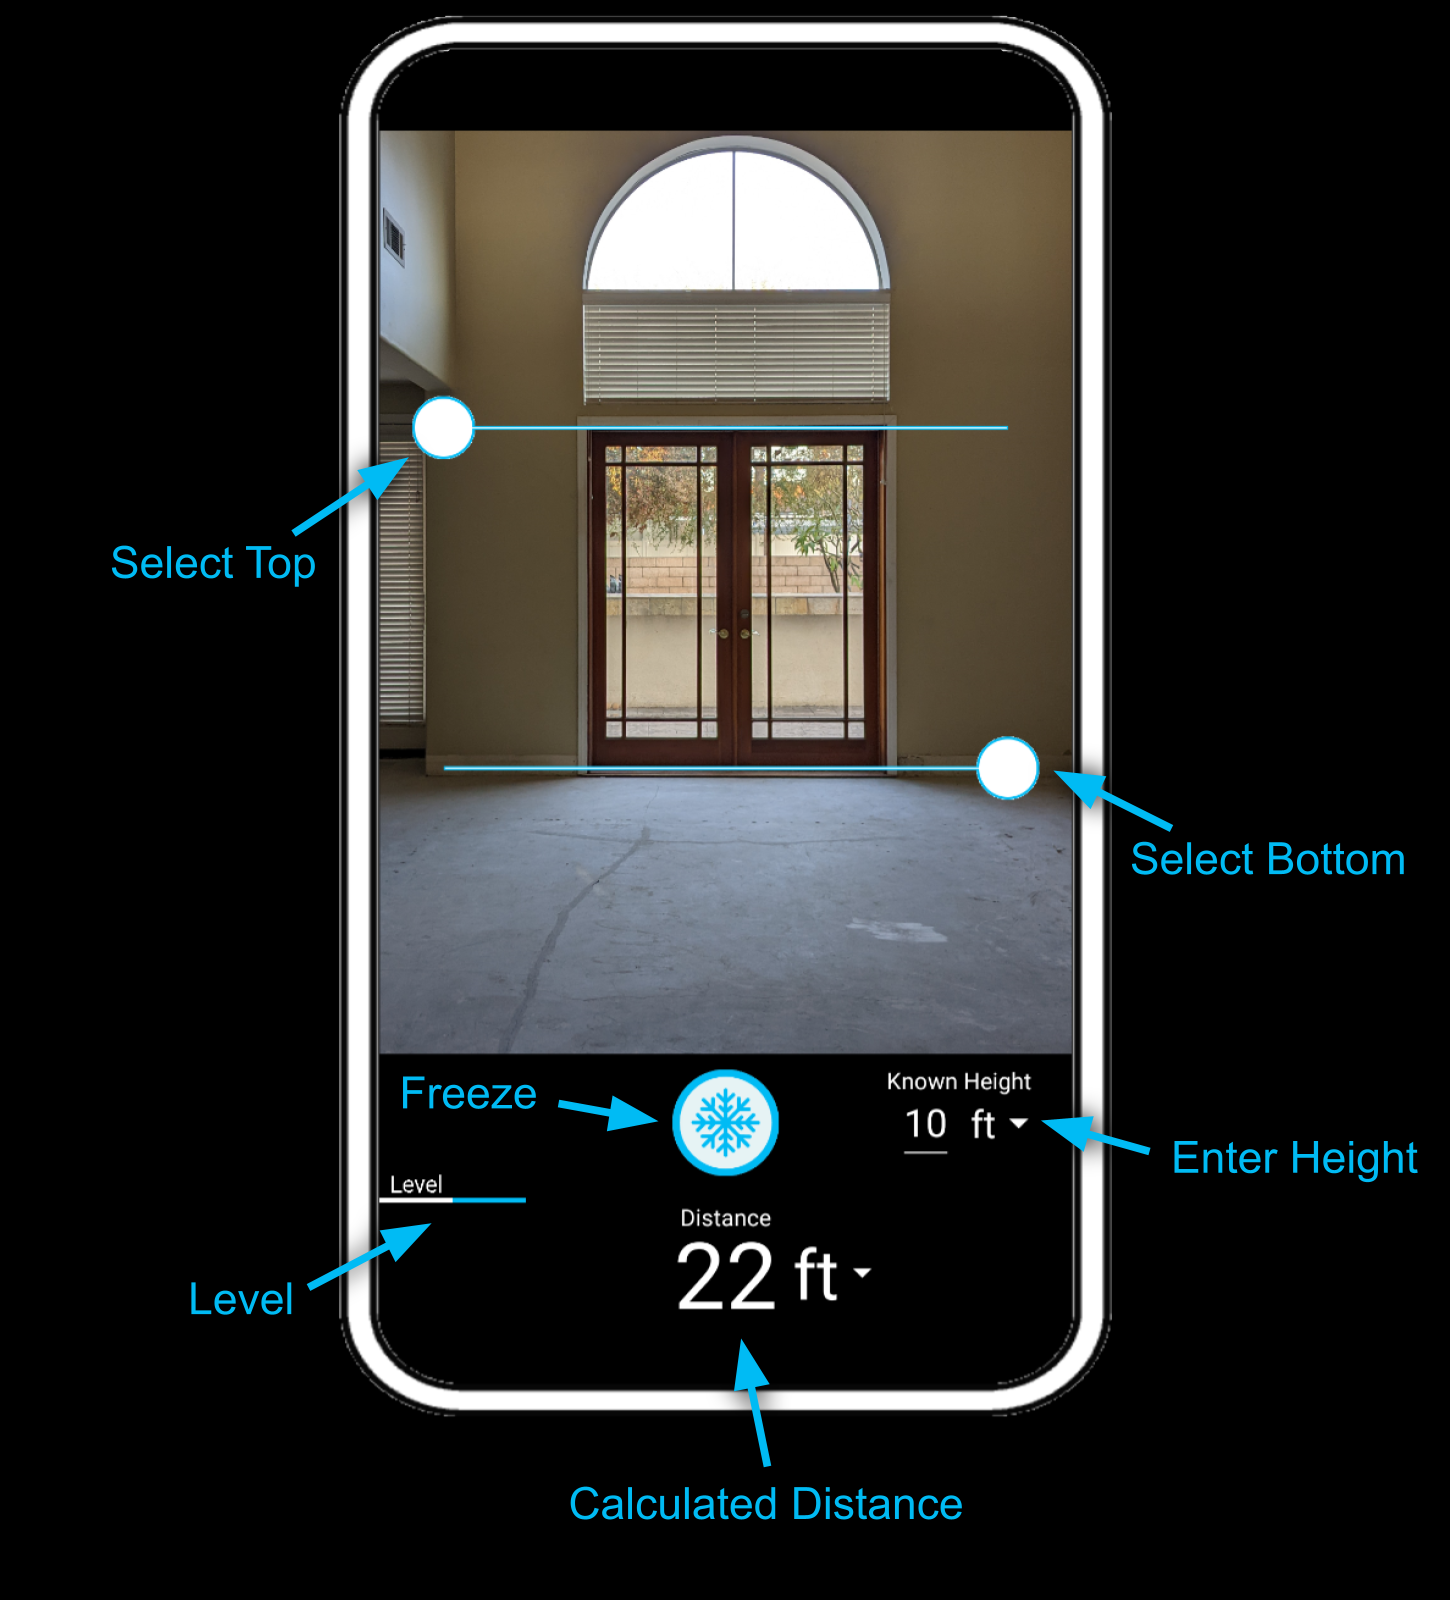 Select Top
Select Bottom
Freeze
Known Height
10 ft
Enter Height
Level
Distance
22 ft
Level
Calculated Distance